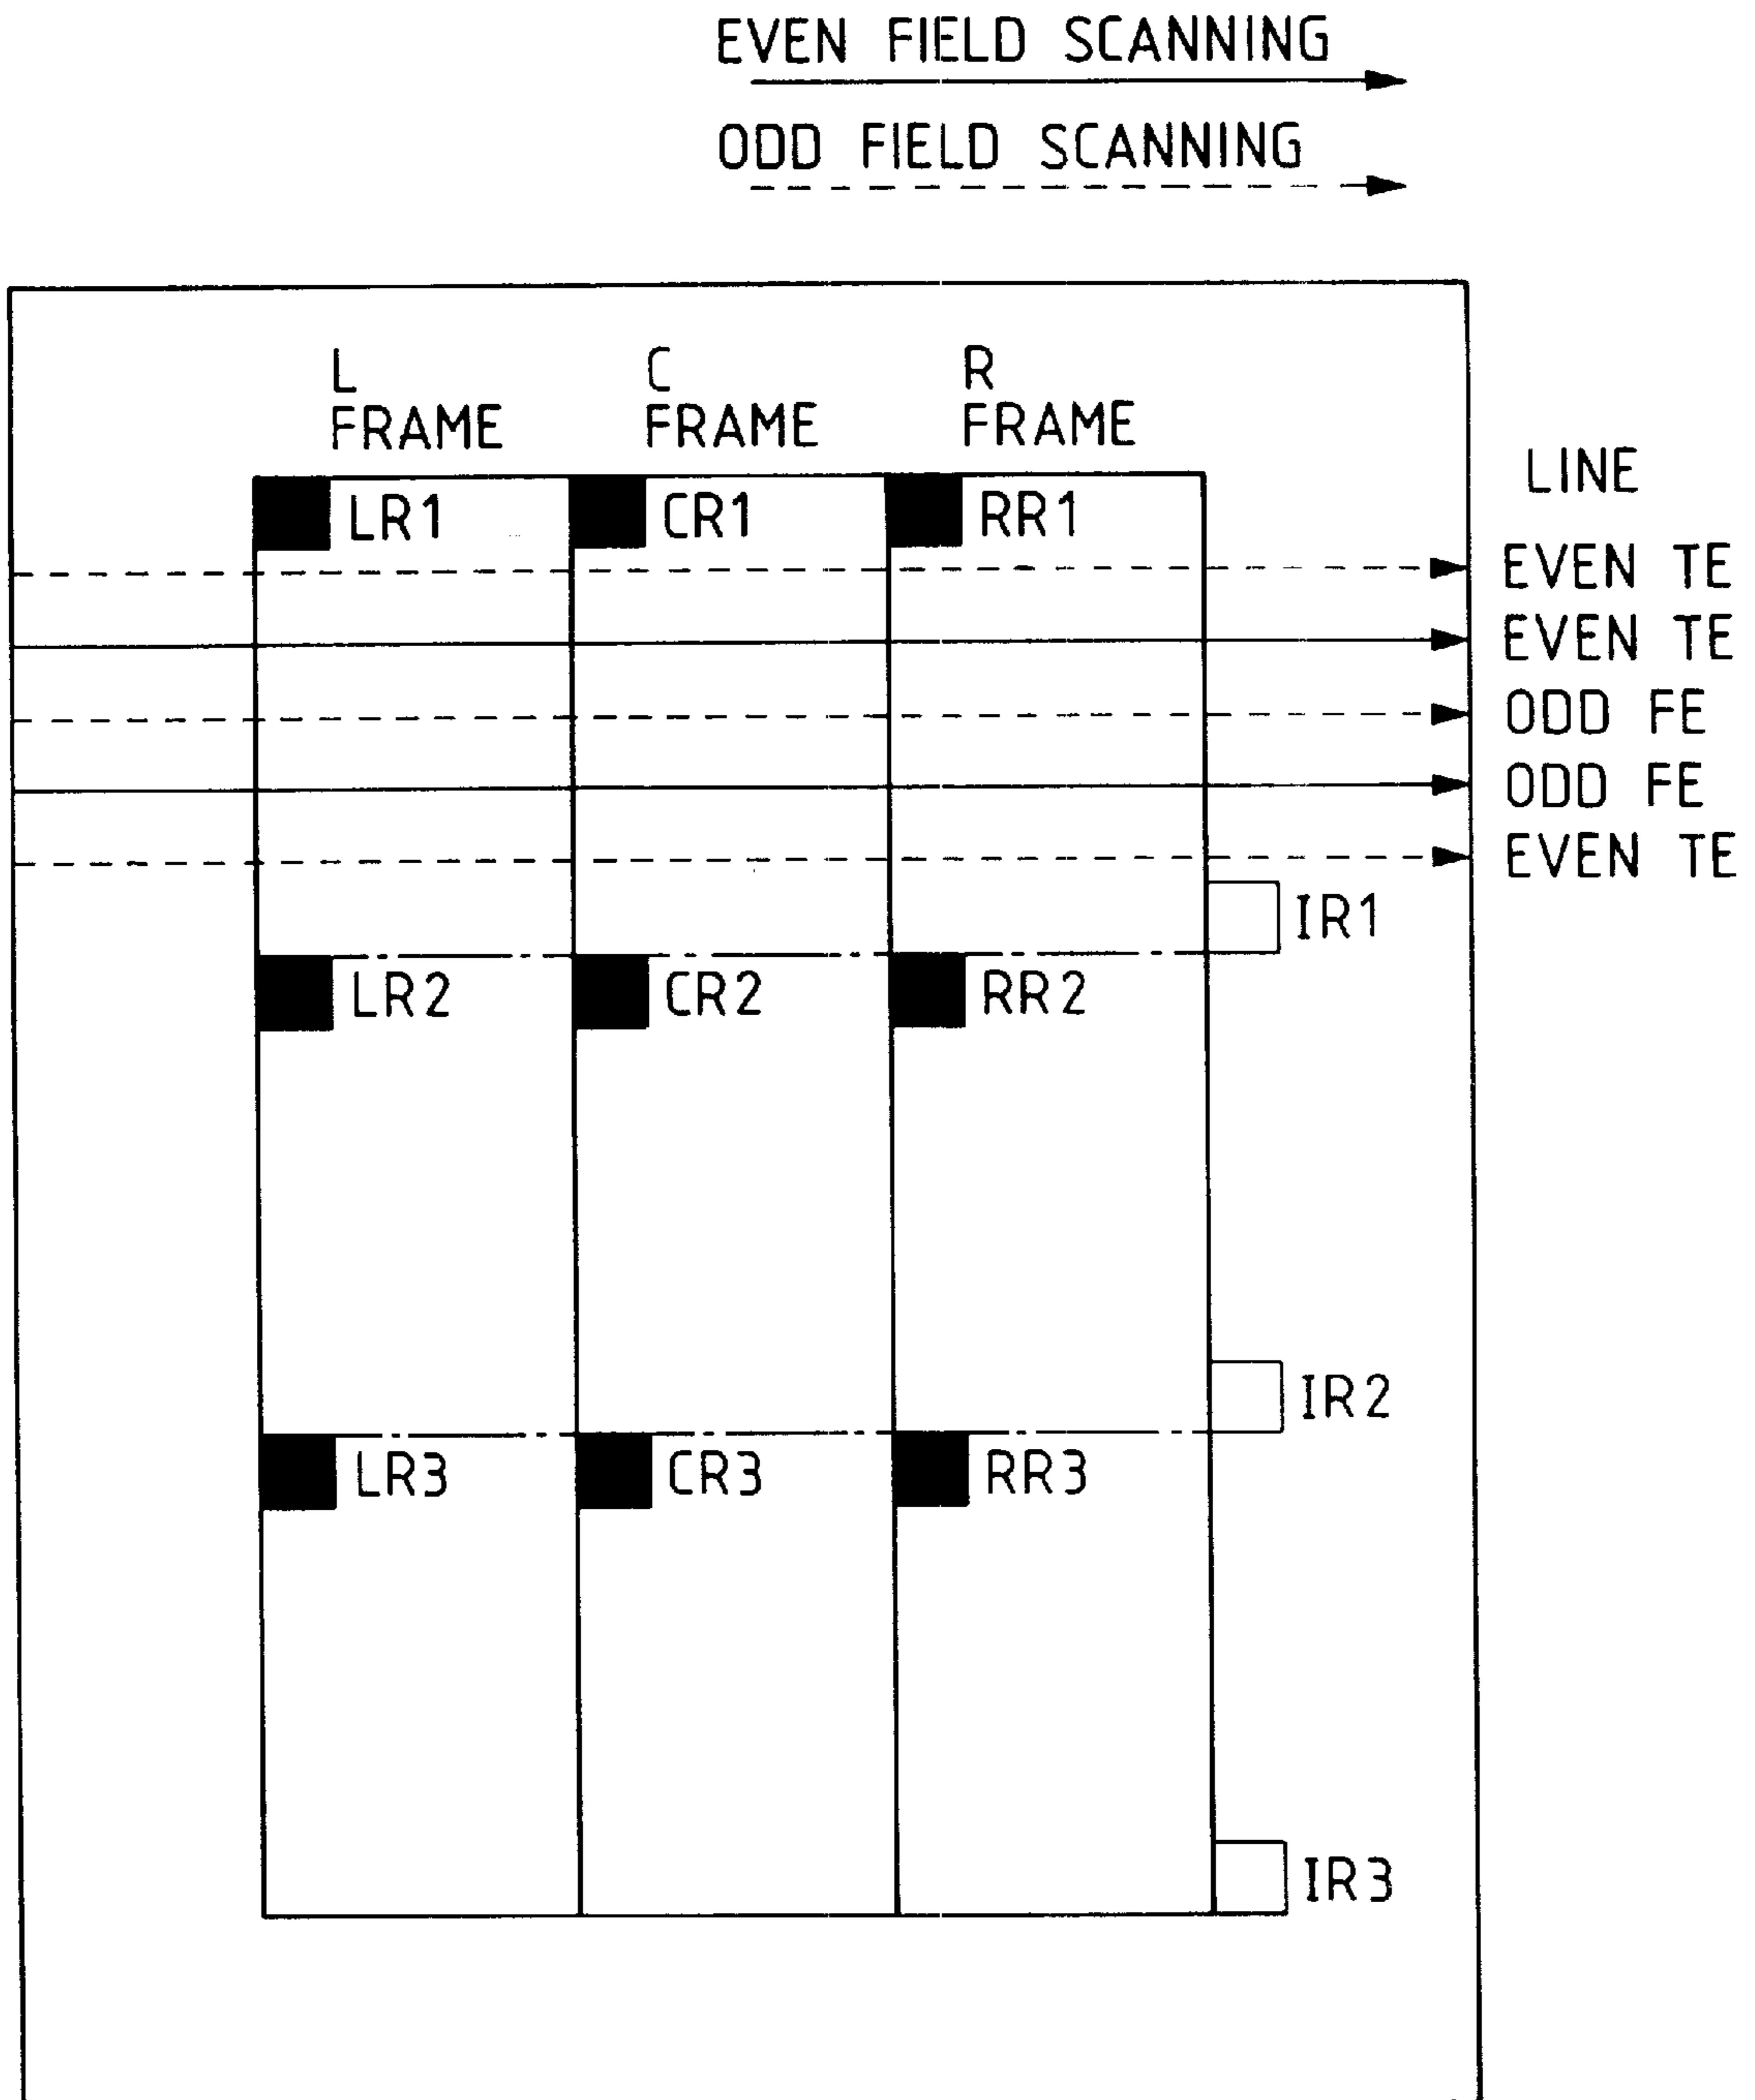 EVEN FIELD SCANNING
ODD FIELD SCANNING
L FRAME
C FRAME
R FRAME
LINE
LR1
CR1
RR1
EVEN TE
EVEN TE
ODD FE
ODD FE
EVEN TE
IR1
LR2
CR2
RR2
IR2
LR3
CR3
RR3
IR3